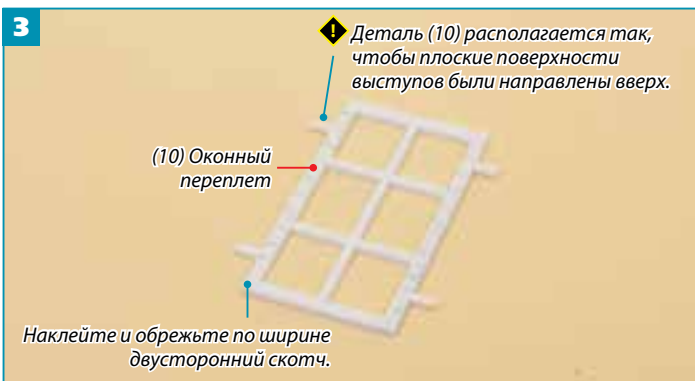 3
Деталь (10) располагается так,
чтобы плоские поверхности
выступов были направлены вверх.
(10) Оконный
переплет
Наклейте и обрежьте по ширине
двусторонний скотч.